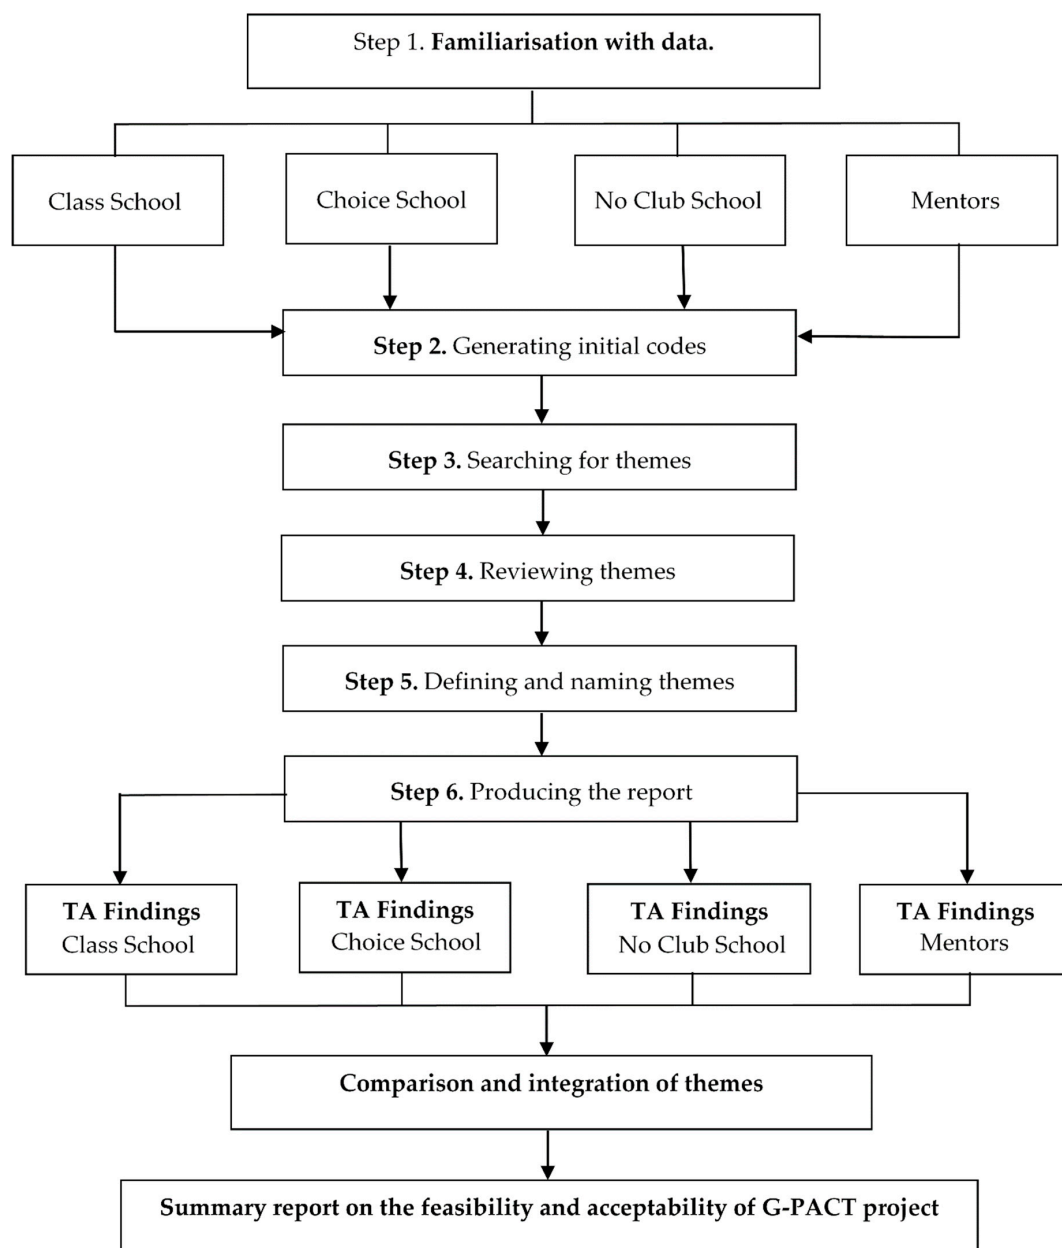 Step 1. Familiarisation with data.
Class School
Choice School
No Club School
Mentors
Step 2. Generating initial codes
Step 3. Searching for themes
Step 4. Reviewing themes
Step 5. Defining and naming themes
Step 6. Producing the report
TA Findings
Class School
TA Findings
Choice School
TA Findings
No Club School
TA Findings
Mentors
Comparison and integration of themes
Summary report on the feasibility and acceptability of G-PACT project